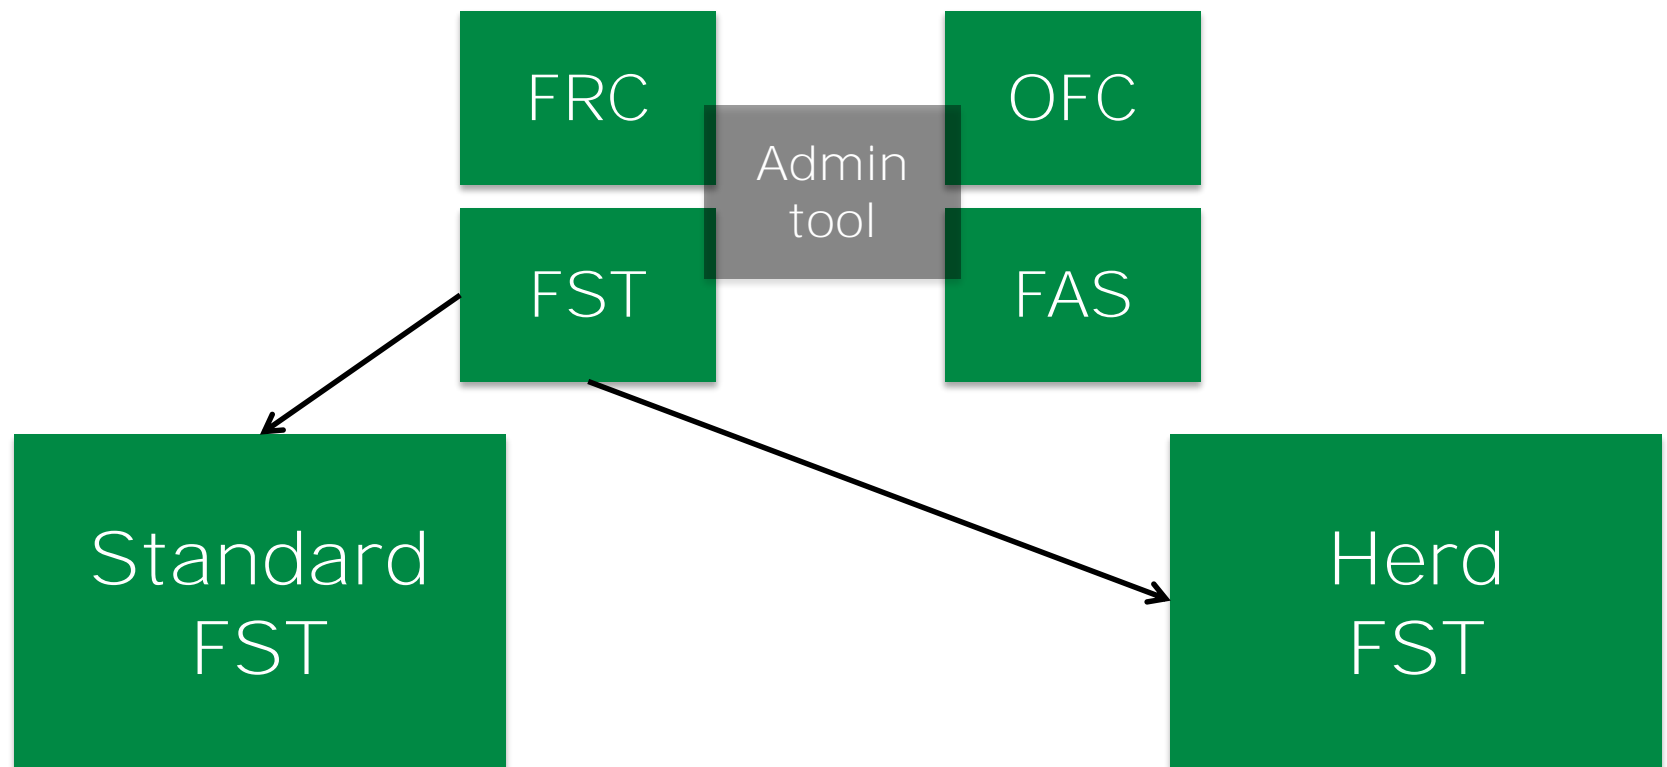 FRC
OFC
Admin
tool
FST
FAS
Standard
FST
Herd
FST